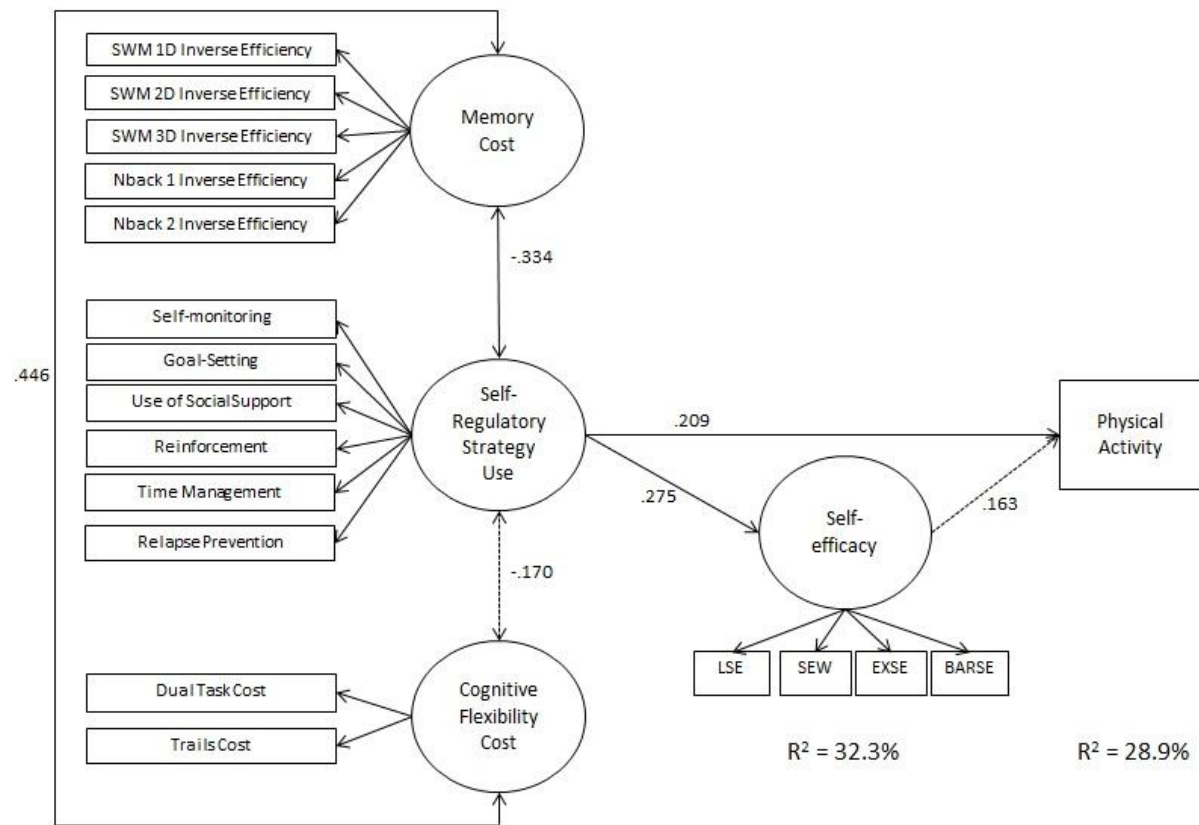 SWM 1D Inverse Efficiency
SWM 2D Inverse Efficiency
SWM 3D Inverse Efficiency
Nback 1 Inverse Efficiency
Nback 2 Inverse Efficiency
Memory
Cost
-.334
Self-monitoring
Goal-Setting
Use of Social Support
Reinforcement
Time Management
Relapse Prevention
.446
Self-
Regulatory
Strategy
Use
.209
.275
Self-
efficacy
.163
Physical
Activity
-.170
LSE
SEW
EXSE
BARSE
Dual Task Cost
Trails Cost
Cognitive
Flexibility
Cost
R² = 32.3%
R² = 28.9%